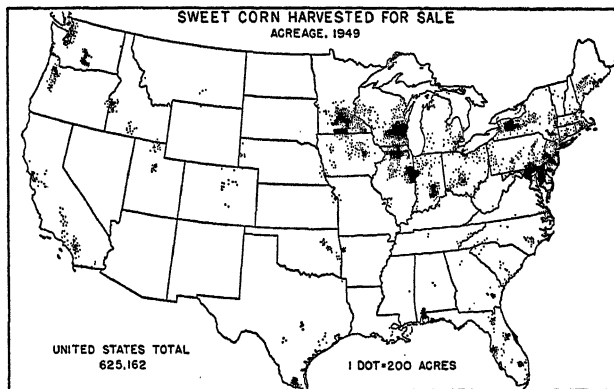 SWEET CORN HARVESTED FOR SALE
ACREAGE, 1949
UNITED STATES TOTAL
625,162
1 DOT=200 ACRES